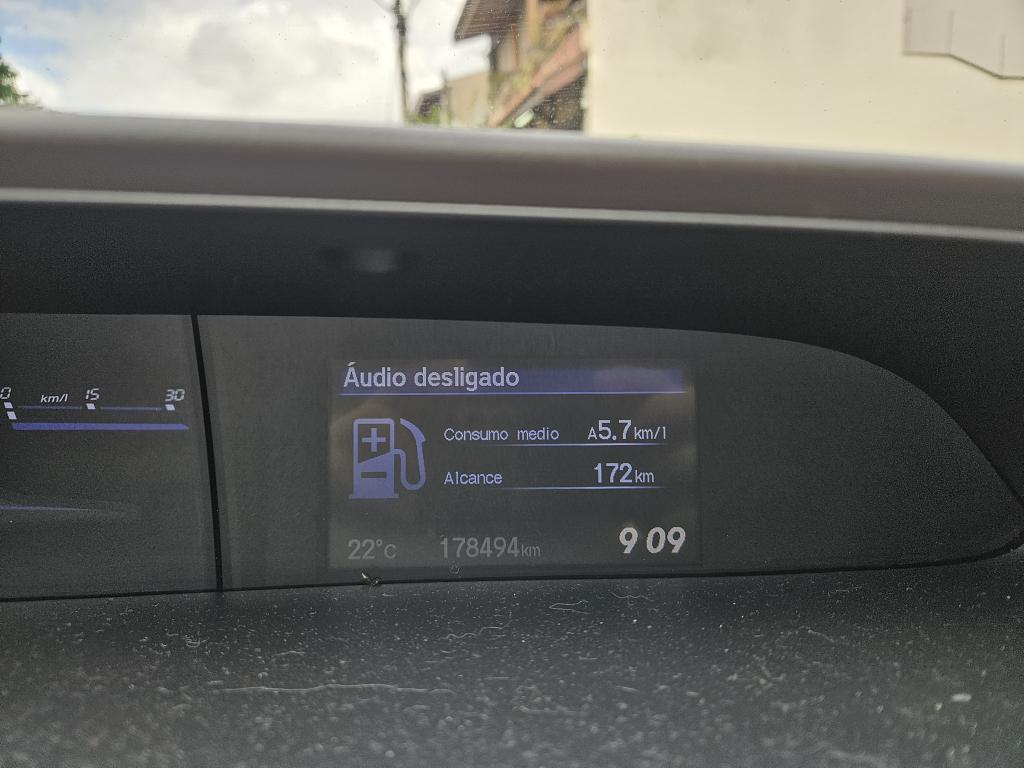 Áudio desligado
0 km/l 15 30
Consumo medio A5.7km/l
Alcance 172km
22°C 178494km 9 09